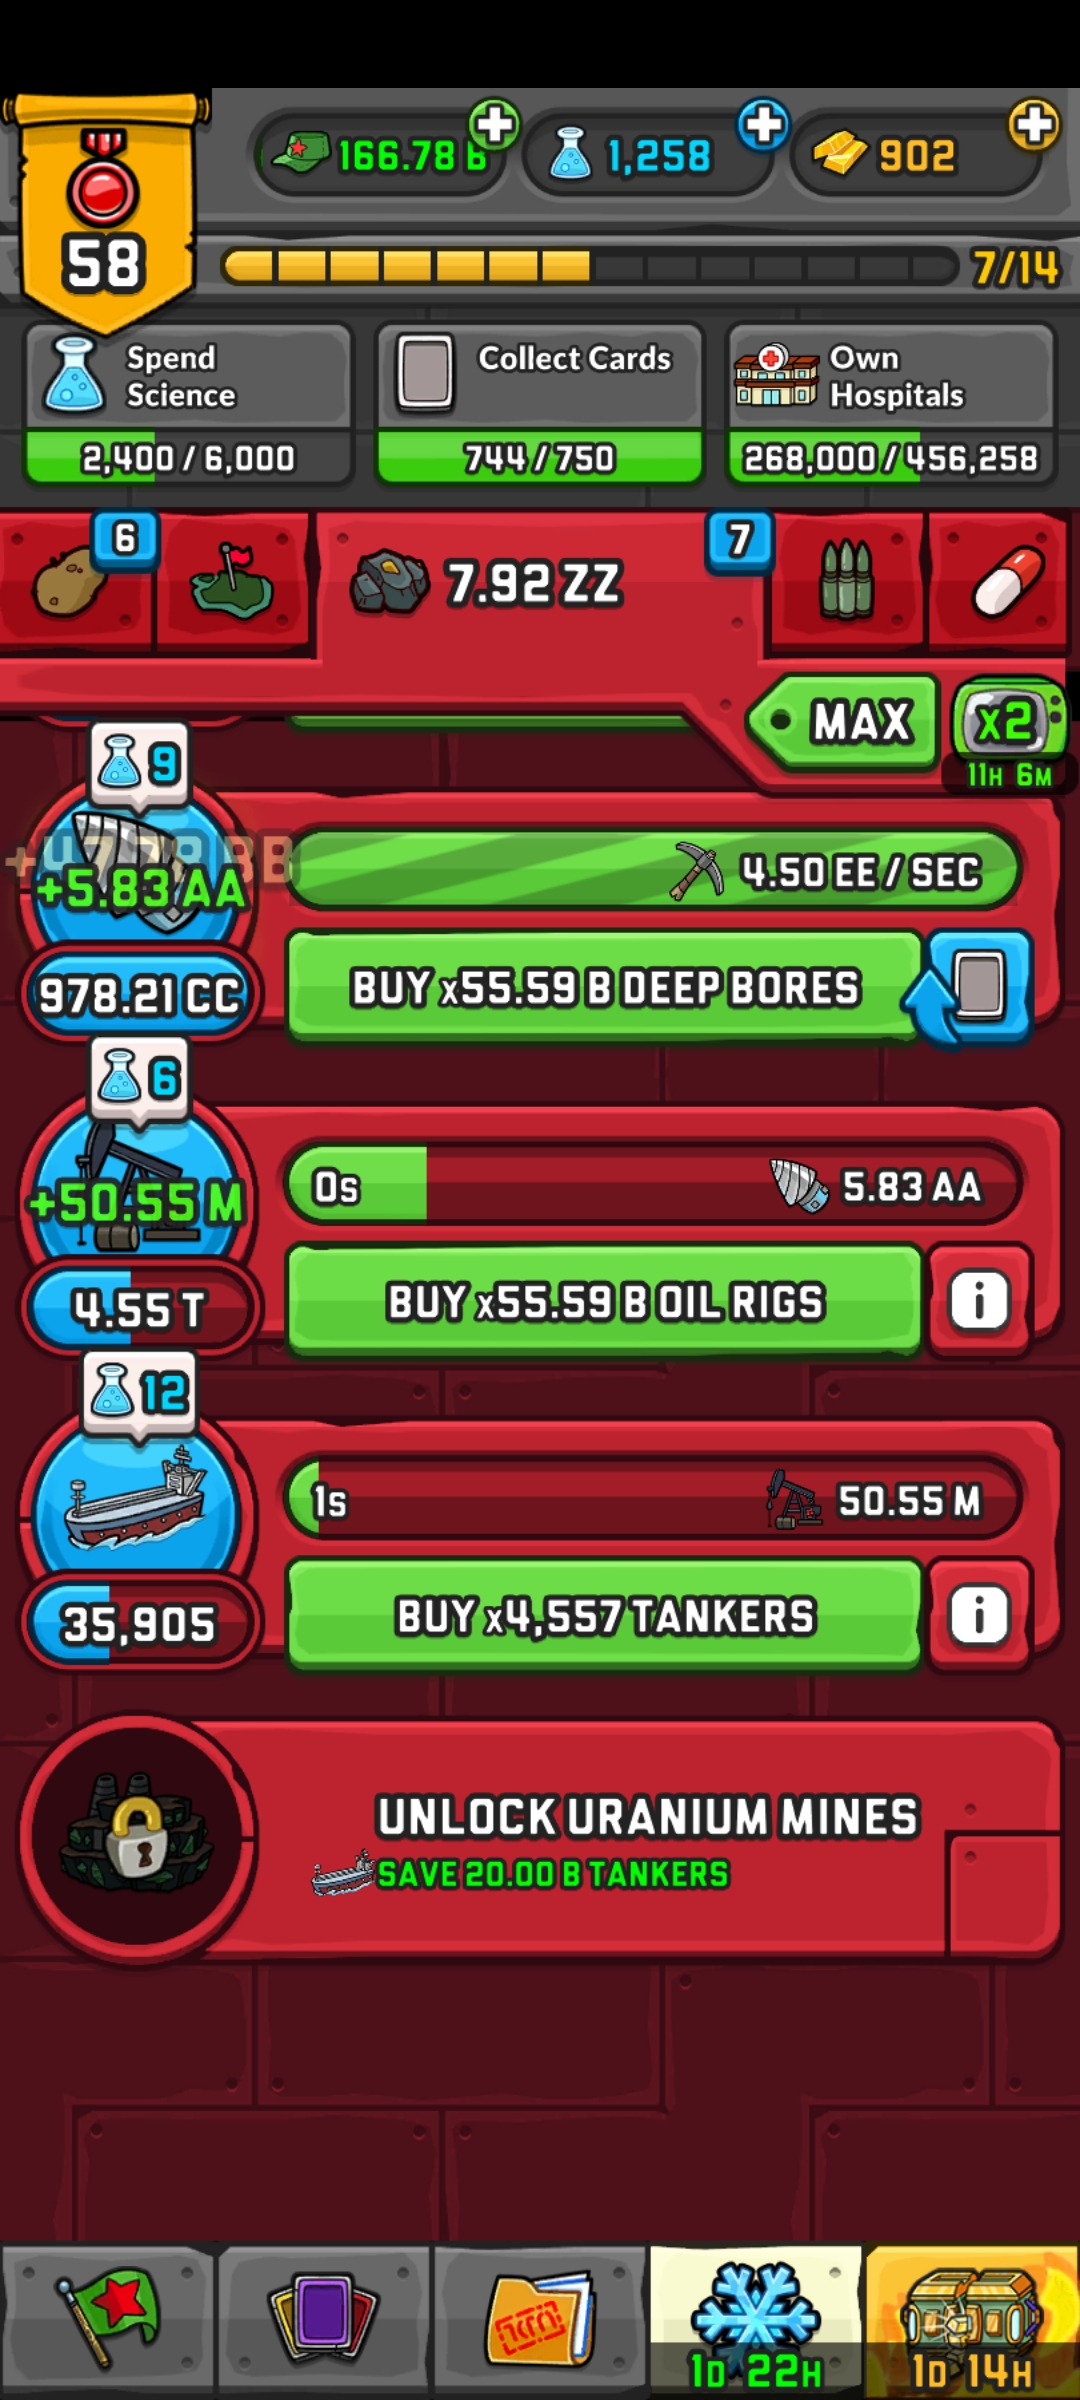 166.78 B
1,258
902
58
7/14
Spend
Science
2,400 / 6,000
Collect Cards
744 / 750
Own
Hospitals
268,000 / 456,258
6
7.92 ZZ
7
MAX
x2
11H 6M
9
+5.83 AA
4.50 EE / SEC
978.21 CC
BUY x55.59 B DEEP BORES
6
+50.55 M
0s
5.83 AA
4.55 T
BUY x55.59 B OIL RIGS
i
12
1s
50.55 M
35,905
BUY x4,557 TANKERS
i
UNLOCK URANIUM MINES
SAVE 20.00 B TANKERS
1D 22H
1D 14H